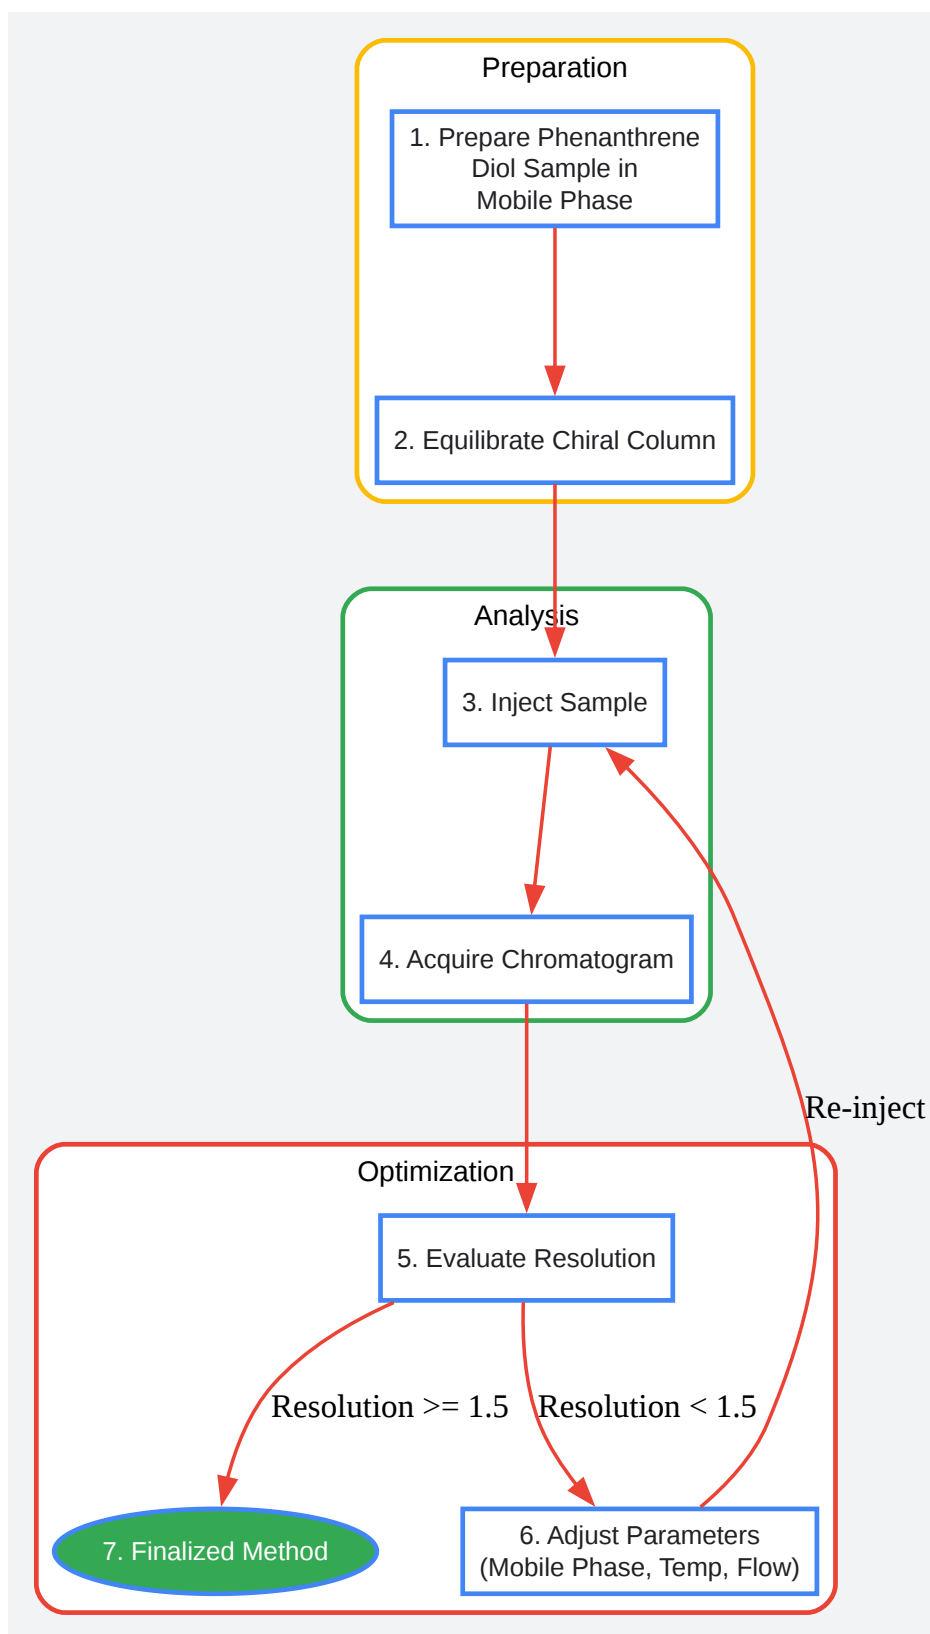 Preparation
1. Prepare Phenanthrene
Diol Sample in
Mobile Phase
2. Equilibrate Chiral Column
Analysis
3. Inject Sample
4. Acquire Chromatogram
Re-inject
Optimization
5. Evaluate Resolution
Resolution >= 1.5
Resolution < 1.5
7. Finalized Method
6. Adjust Parameters
(Mobile Phase, Temp, Flow)